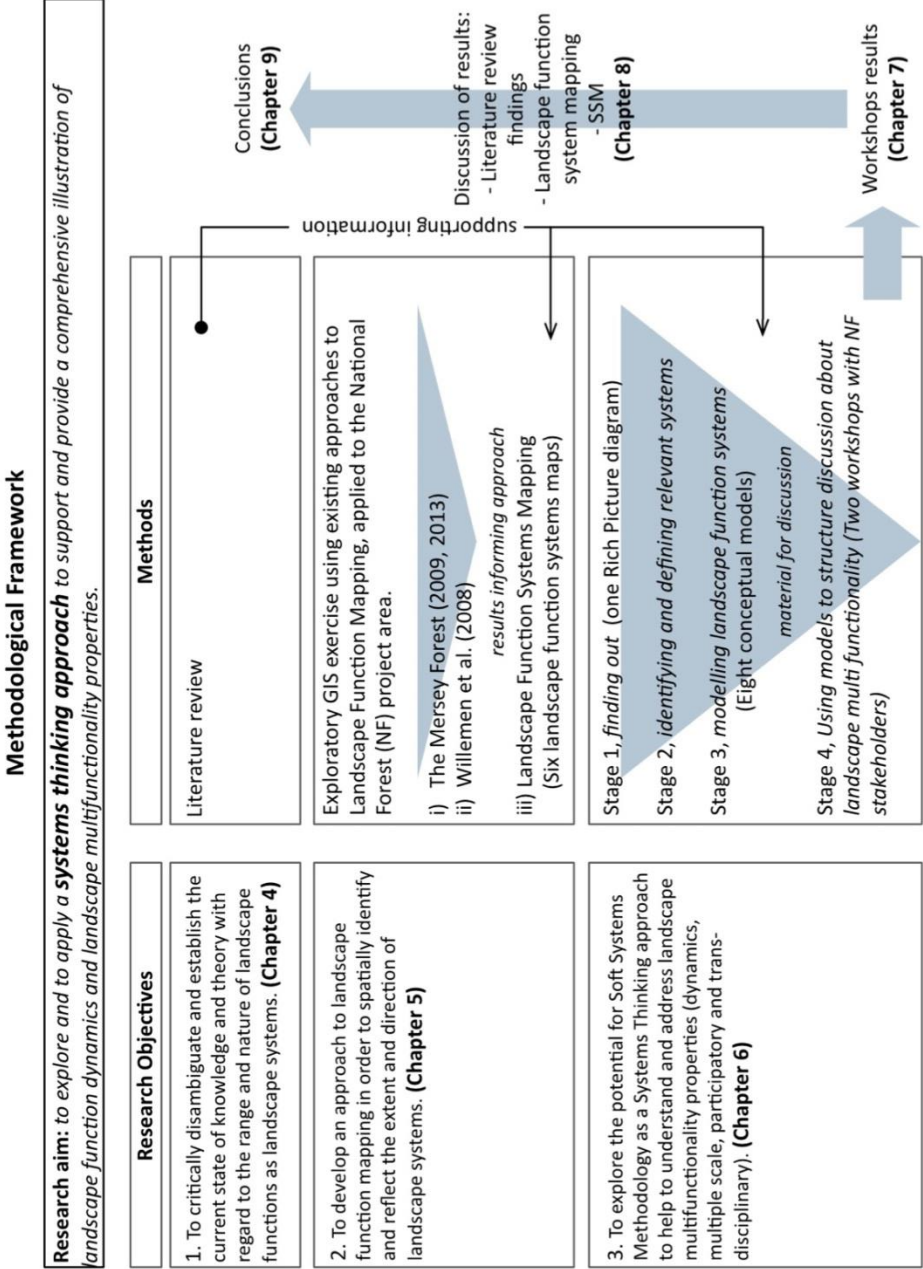 Methodological Framework
Research aim: to explore and to apply a systems thinking approach to support and provide a comprehensive illustration of
landscape function dynamics and landscape multifunctionality properties.
Research Objectives
Methods
1. To critically disambiguate and establish the
current state of knowledge and theory with
regard to the range and nature of landscape
functions as landscape systems. (Chapter 4)
Literature review
2. To develop an approach to landscape
function mapping in order to spatially identify
and reflect the extent and direction of
landscape systems. (Chapter 5)
Exploratory GIS exercise using existing approaches to
Landscape Function Mapping, applied to the National
Forest (NF) project area.
i) The Mersey Forest (2009, 2013)
ii) Willemen et al. (2008)
results informing approach
iii) Landscape Function Systems Mapping
(Six landscape function systems maps)
3. To explore the potential for Soft Systems
Methodology as a Systems Thinking approach
to help to understand and address landscape
multifunctionality properties (dynamics,
multiple scale, participatory and trans-
disciplinary). (Chapter 6)
Stage 1, finding out (one Rich Picture diagram)
Stage 2, identifying and defining relevant systems
Stage 3, modelling landscape function systems
(Eight conceptual models)
material for discussion
Stage 4, Using models to structure discussion about
landscape multi functionality (Two workshops with NF
stakeholders)
supporting information
Conclusions
(Chapter 9)
Discussion of results:
- Literature review
findings
- Landscape function
system mapping
- SSM
(Chapter 8)
Workshops results
(Chapter 7)